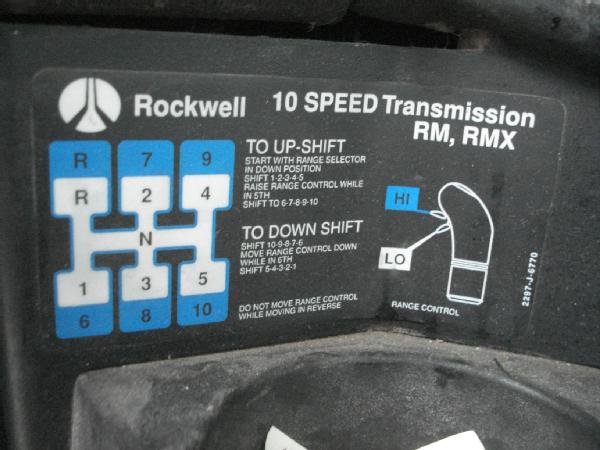 Rockwell 10 SPEED Transmission
RM, RMX
R 7 9
R 2 4
N
1 3 5
6 8 10
TO UP-SHIFT
START WITH RANGE SELECTOR
IN DOWN POSITION
SHIFT 1-2-3-4-5
RAISE RANGE CONTROL WHILE
IN 5TH
SHIFT TO 6-7-8-9-10
TO DOWN SHIFT
SHIFT 10-9-8-7-6
MOVE RANGE CONTROL DOWN
WHILE IN 6TH
SHIFT 5-4-3-2-1
DO NOT MOVE RANGE CONTROL
WHILE MOVING IN REVERSE
HI
LO
RANGE CONTROL
2297-J-6770